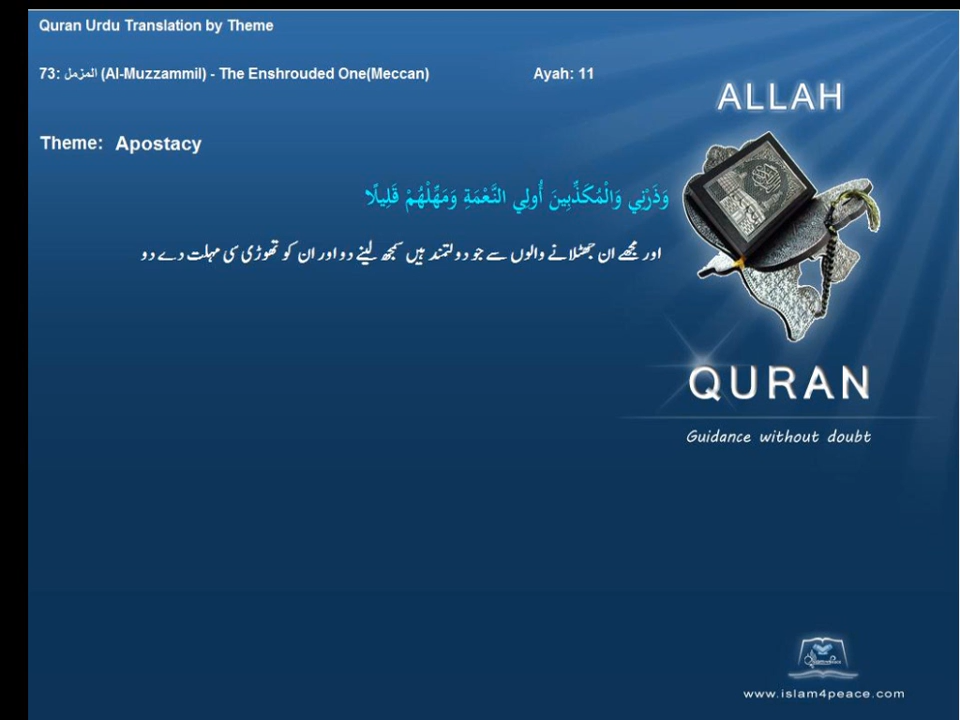 Quran Urdu Translation by Theme
73: المزمل (Al-Muzzammil) - The Enshrouded One(Meccan) Ayah: 11
ALLAH
Theme: Apostacy
وَذَرْنِي وَالْمُكَذِّبِينَ أُولِي النَّعْمَةِ وَمَهِّلْهُمْ قَلِيلًا
اور مجھے ان جھٹلانے والوں سے جو دولتمند ہیں سمجھ لینے دو اور ان کو تھوڑی سی مہلت دے دو
QURAN
Guidance without doubt
www.islam4peace.com